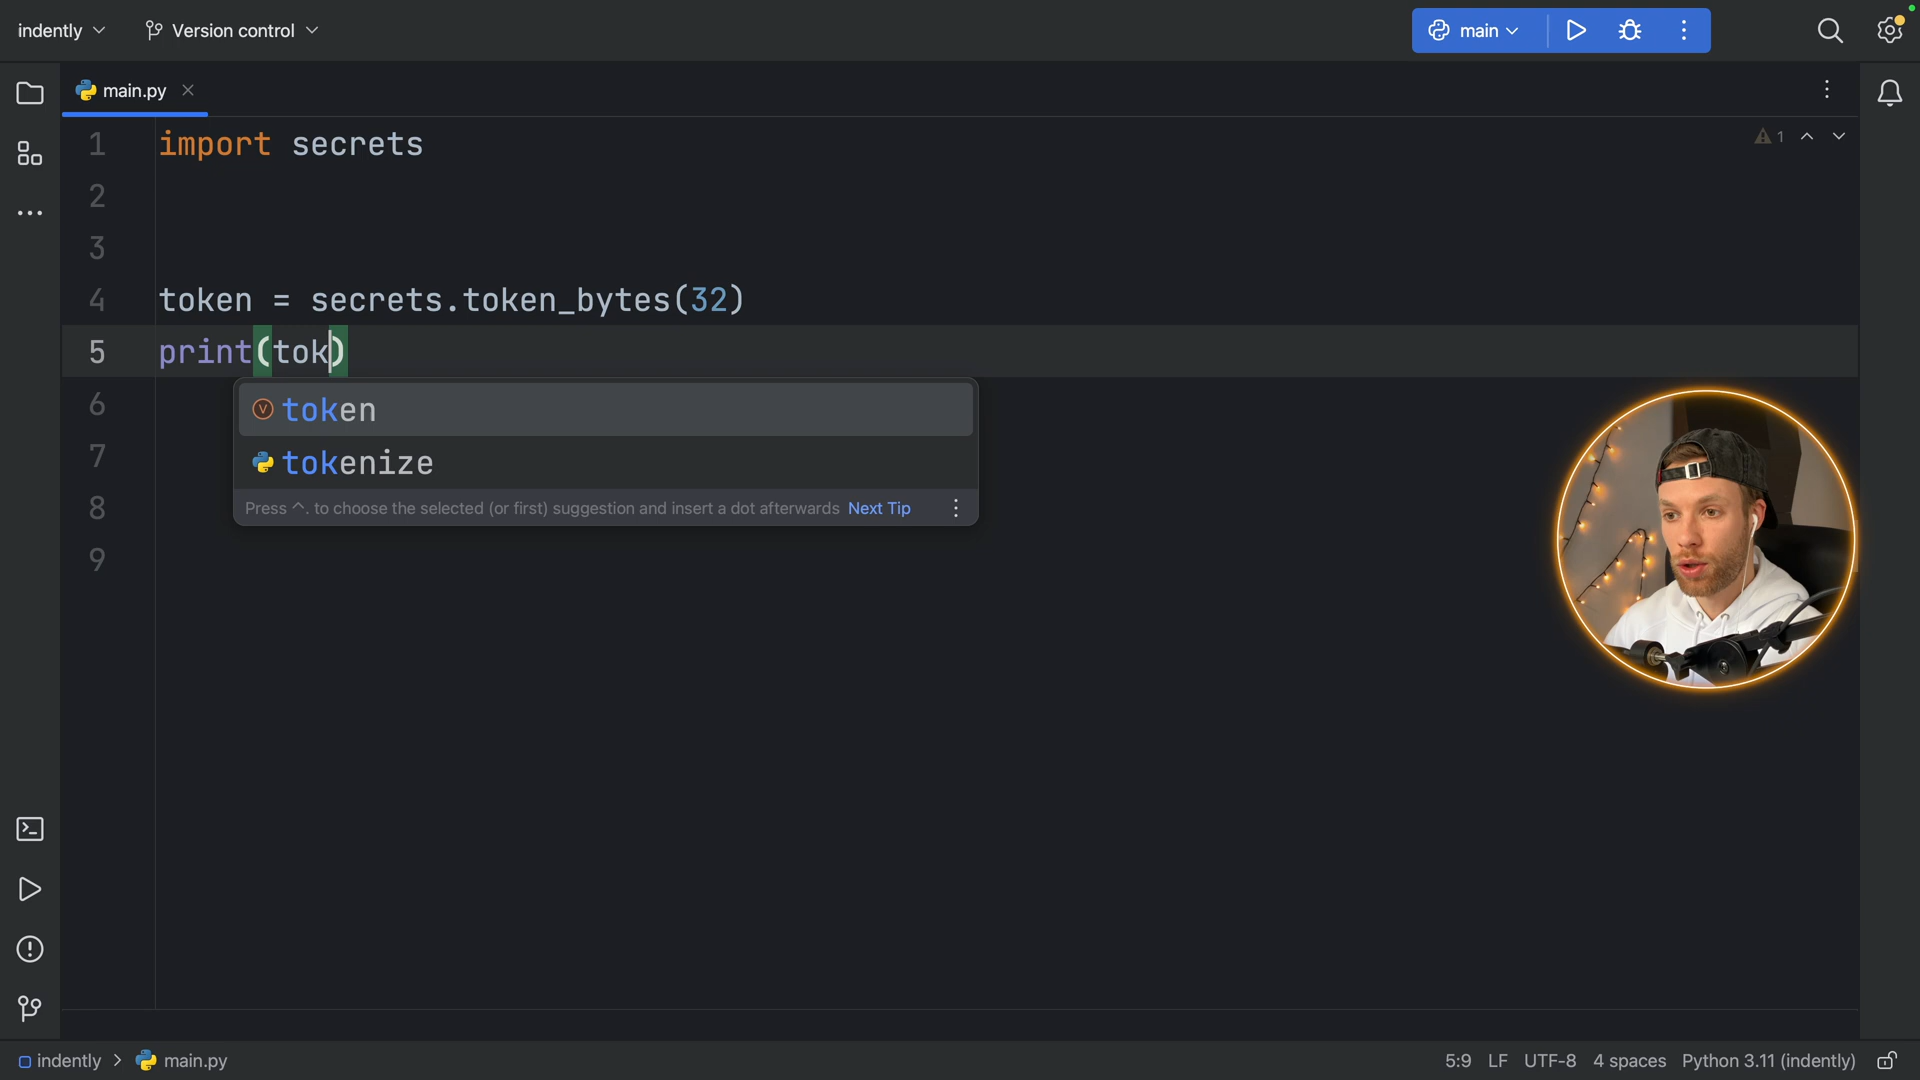 indently
Version control
main
main.py
1 import secrets
1
2
3
4 token = secrets.token_bytes(32)
5 print(tok)
6
7
8
9
token
tokenize
Press ^. to choose the selected (or first) suggestion and insert a dot afterwards Next Tip
indently > main.py
5:9 LF UTF-8 4 spaces Python 3.11 (indently)